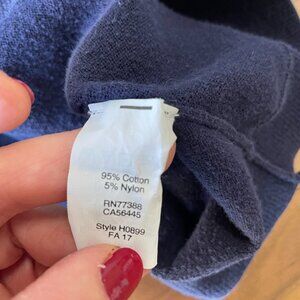 95% Cotton
5% Nylon
RN77388
CA56445
Style H0899
FA 17